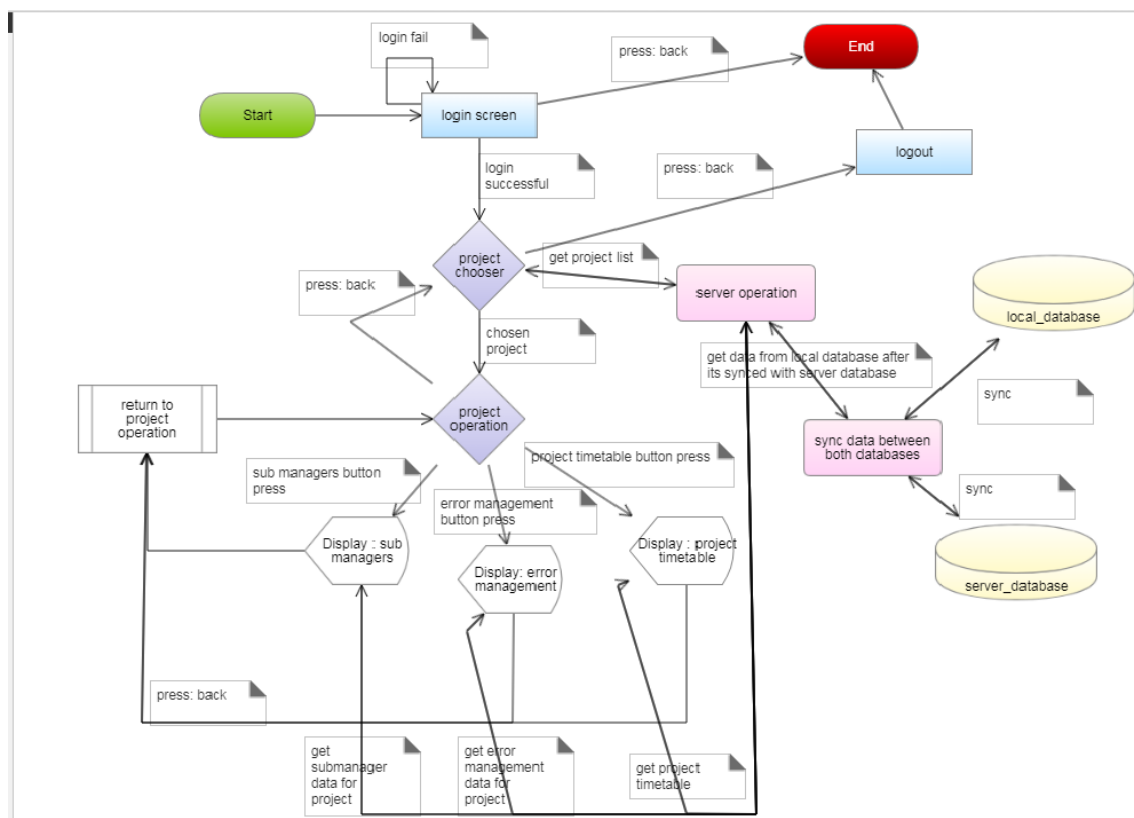 login fail
press: back
End
Start
login screen
logout
login
successful
press: back
project
chooser
get project list
press: back
server operation
local_database
chosen
project
get data from local database after
its synced with server database
return to
project
operation
project
operation
sync
sync data between
both databases
sub managers button
press
project timetable button press
error management
button press
sync
Display : sub
managers
Display: error
management
Display : project
timetable
server_database
press: back
get
submanager
data for
project
get error
management
data for
project
get project
timetable